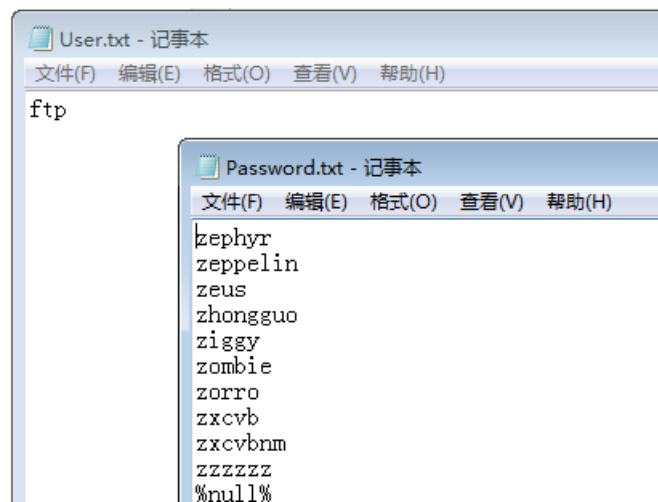 User.txt - 记事本
文件(F) 编辑(E) 格式(O) 查看(V) 帮助(H)
ftp
Password.txt - 记事本
文件(F) 编辑(E) 格式(O) 查看(V) 帮助(H)
zephyr
zeppelin
zeus
zhongguo
ziggy
zombie
zorro
zxcvb
zxcvbnm
zzzzzz
%null%